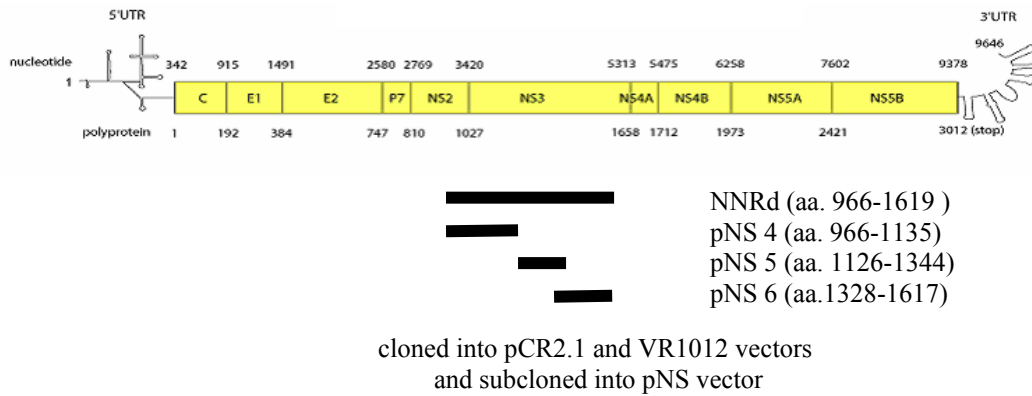 5'UTR
3'UTR
9646
nucleotide 342 915 1491 2580 2769 3420 5313 5475 6258 7602 9378
1
C E1 E2 P7 NS2 NS3 NS4A NS4B NS5A NS5B
polyprotein 1 192 384 747 810 1027 1658 1712 1973 2421 3012 (stop)
NNRd (aa. 966-1619 )
pNS 4 (aa. 966-1135)
pNS 5 (aa. 1126-1344)
pNS 6 (aa.1328-1617)
cloned into pCR2.1 and VR1012 vectors
and subcloned into pNS vector